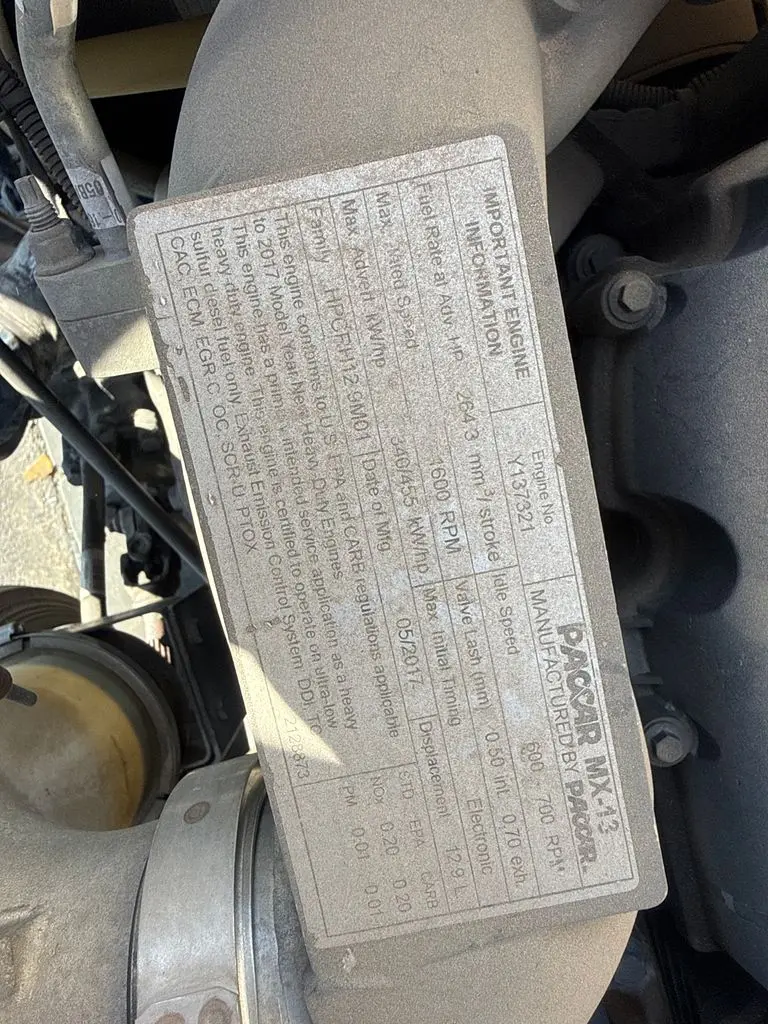 IMPORTANT ENGINE
INFORMATION
Engine No.
Y137321
PACCAR MX-13
MANUFACTURED BY PACCAR
Fuel Rate at Adv. HP 264.3 mm³/stroke
Idle Speed 600 - 700 RPM
Max. Rated Speed 1600 RPM
Valve Lash (mm) 0.50 int. 0.70 exh.
Max. Advert. kW/hp 340/455 kW/hp
Max. Initial Timing Electronic
Family Date of Mfg 05/2017
Displacement 12.9 L
This engine conforms to U.S. EPA and CARB regulations applicable
to 2017 Model Year New Heavy Duty Engines.
This engine has a primary intended service application as a heavy
heavy duty engine. This engine is certified to operate on ultra-low
sulfur diesel fuel only. Exhaust Emission Control System: DDI, TC,
CAC, ECM, EGR-C, OC, SCR-U, PTOX
STD EPA CARB
NOX 0.20 0.20
PM 0.01 0.01